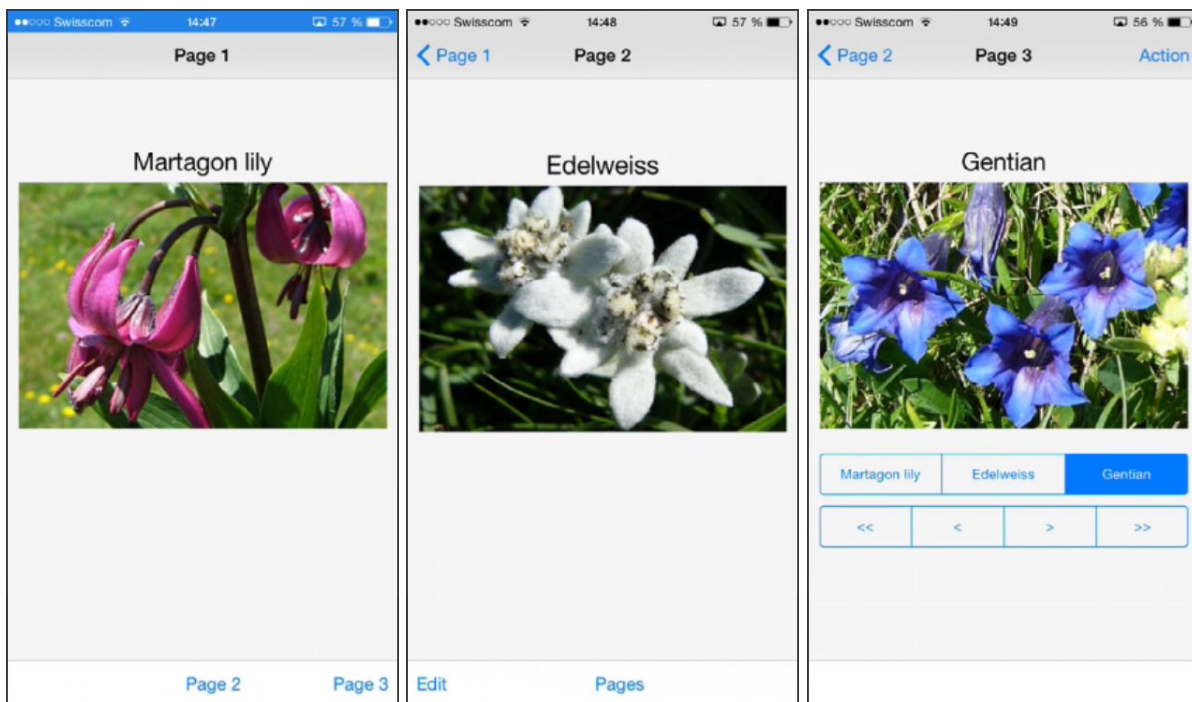 Swisscom 14:47 57 %
Page 1
Martagon lily
Page 2 Page 3
Swisscom 14:48 57 %
Page 1 Page 2
Edelweiss
Edit Pages
Swisscom 14:49 56 %
Page 2 Page 3 Action
Gentian
Martagon lily Edelweiss Gentian
<< < > >>